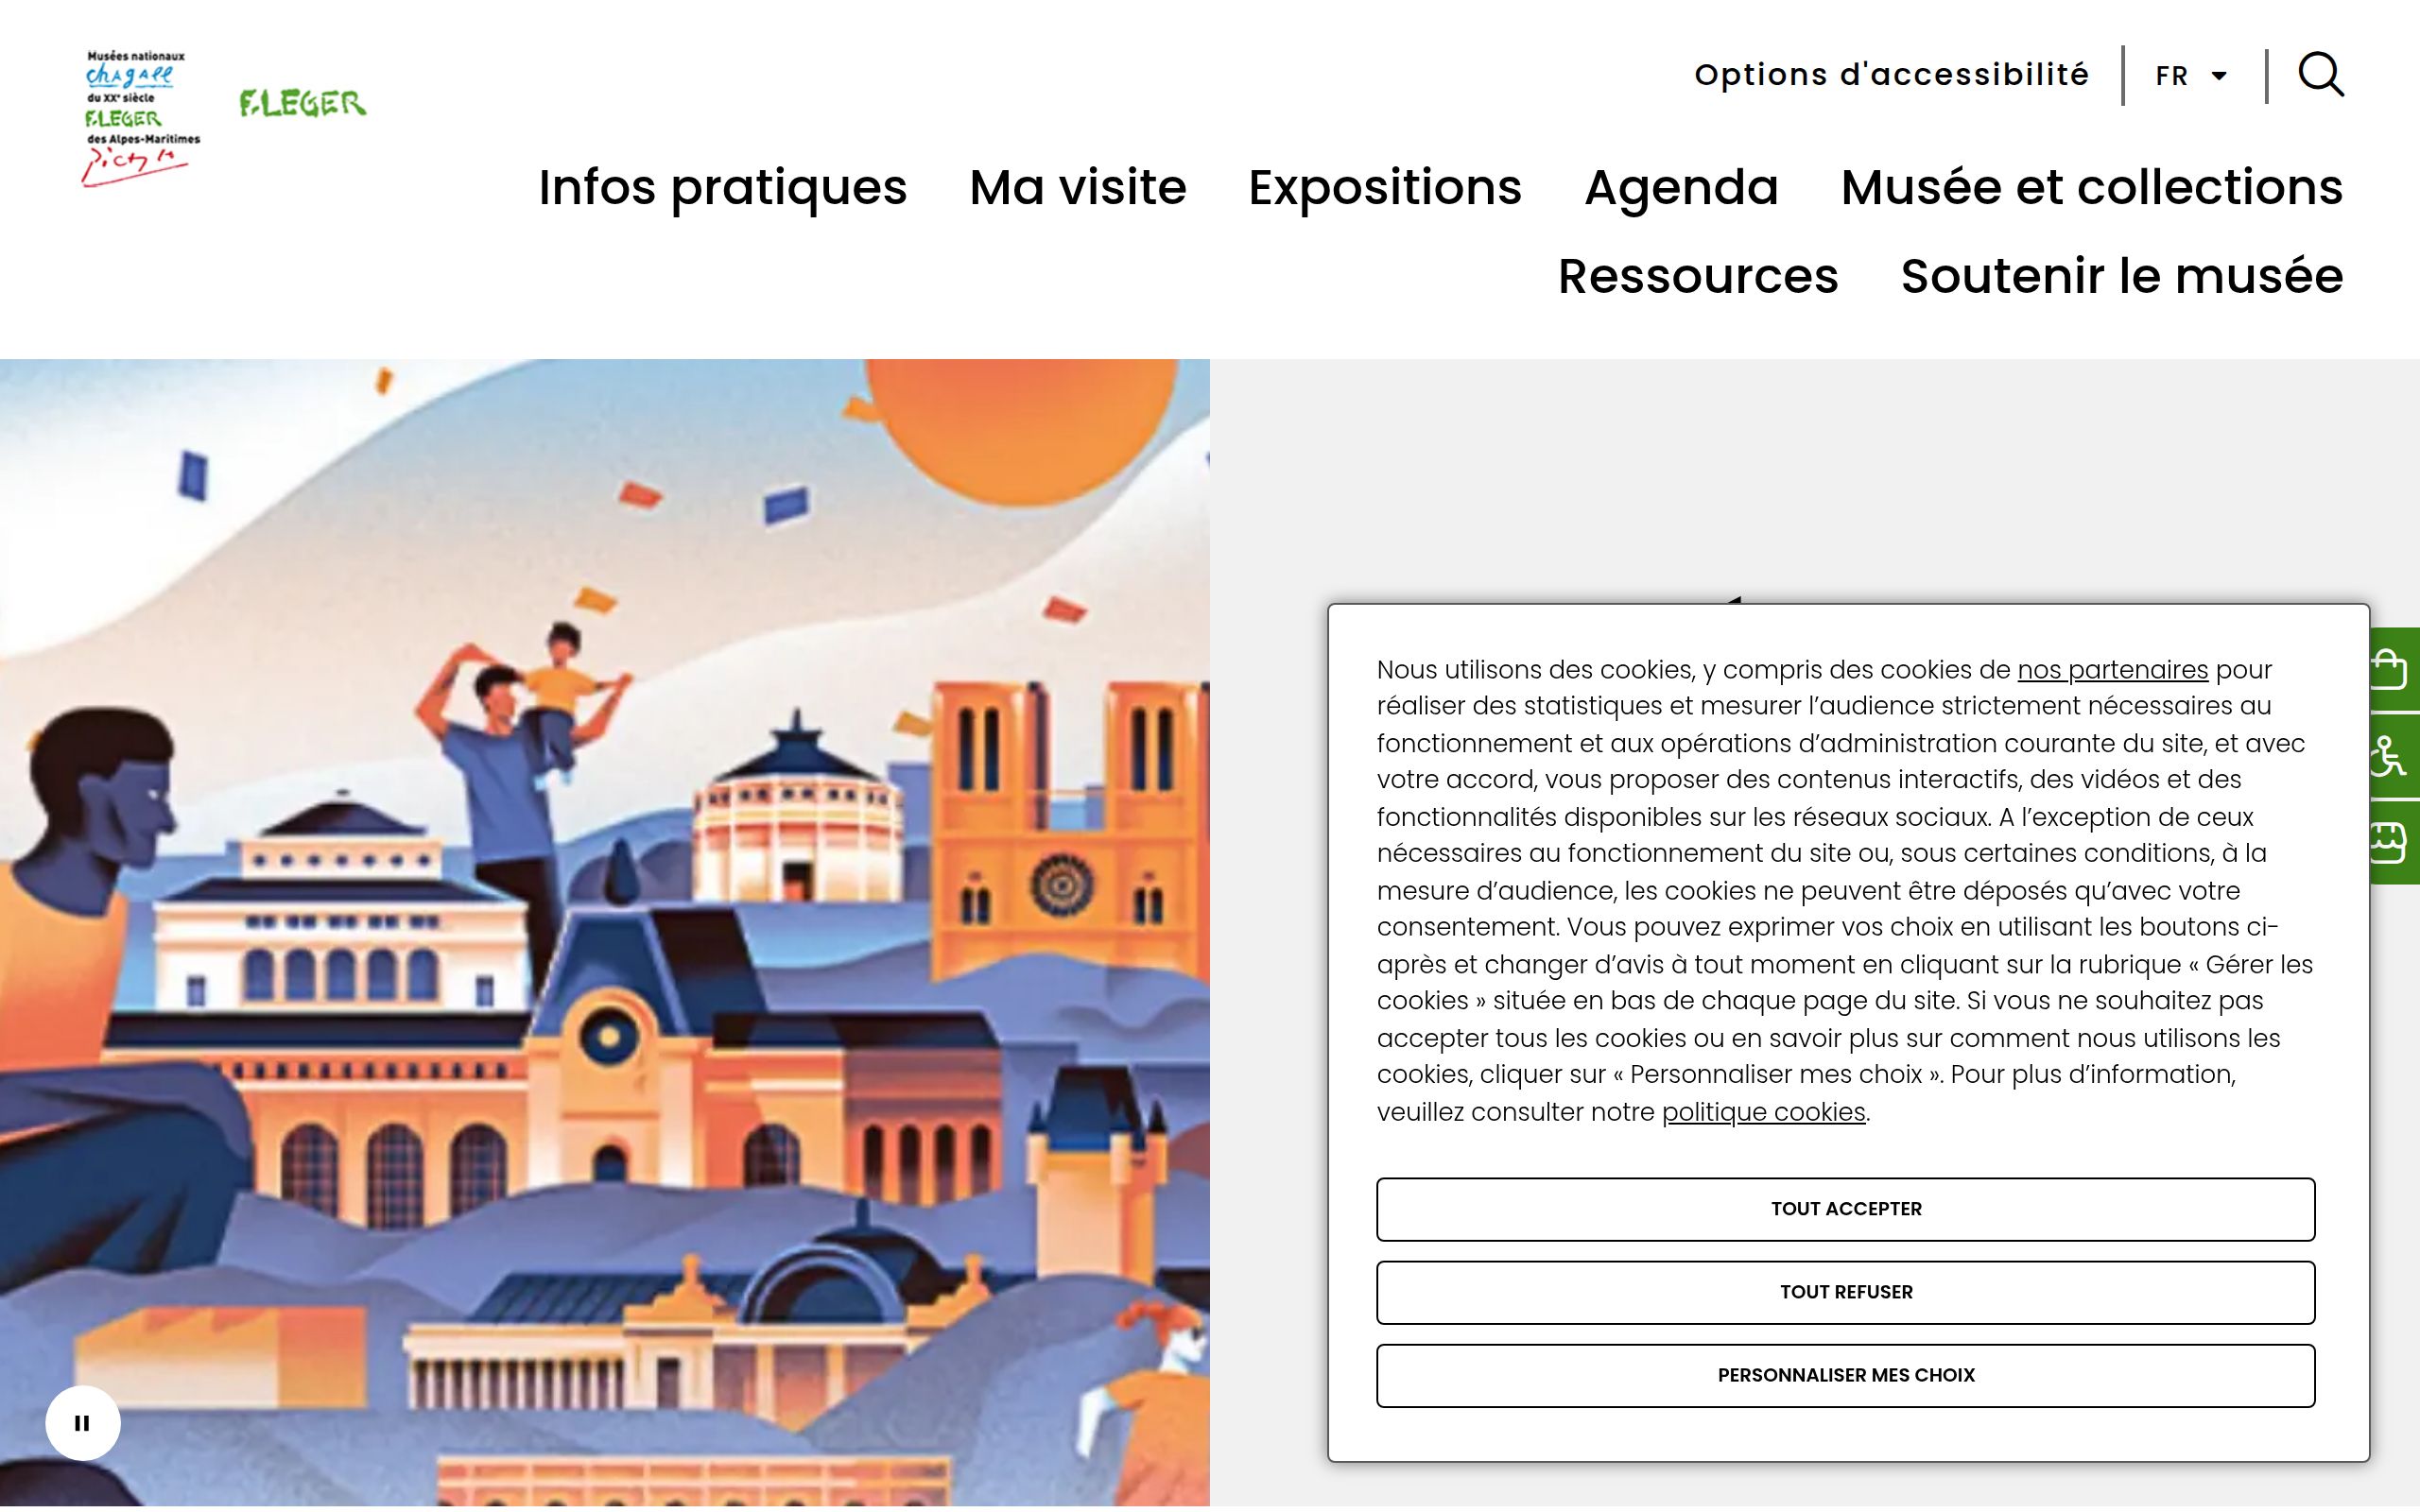 Musées nationaux
chagall
du XXe siècle
F.LEGER
des Alpes-Maritimes
F.LEGER
Options d'accessibilité
FR
Infos pratiques Ma visite Expositions Agenda Musée et collections
Ressources Soutenir le musée
Nous utilisons des cookies, y compris des cookies de nos partenaires pour
réaliser des statistiques et mesurer l’audience strictement nécessaires au
fonctionnement et aux opérations d’administration courante du site, et avec
votre accord, vous proposer des contenus interactifs, des vidéos et des
fonctionnalités disponibles sur les réseaux sociaux. A l’exception de ceux
nécessaires au fonctionnement du site ou, sous certaines conditions, à la
mesure d’audience, les cookies ne peuvent être déposés qu’avec votre
consentement. Vous pouvez exprimer vos choix en utilisant les boutons ci-
après et changer d’avis à tout moment en cliquant sur la rubrique « Gérer les
cookies » située en bas de chaque page du site. Si vous ne souhaitez pas
accepter tous les cookies ou en savoir plus sur comment nous utilisons les
cookies, cliquer sur « Personnaliser mes choix ». Pour plus d’information,
veuillez consulter notre politique cookies.
TOUT ACCEPTER
TOUT REFUSER
PERSONNALISER MES CHOIX